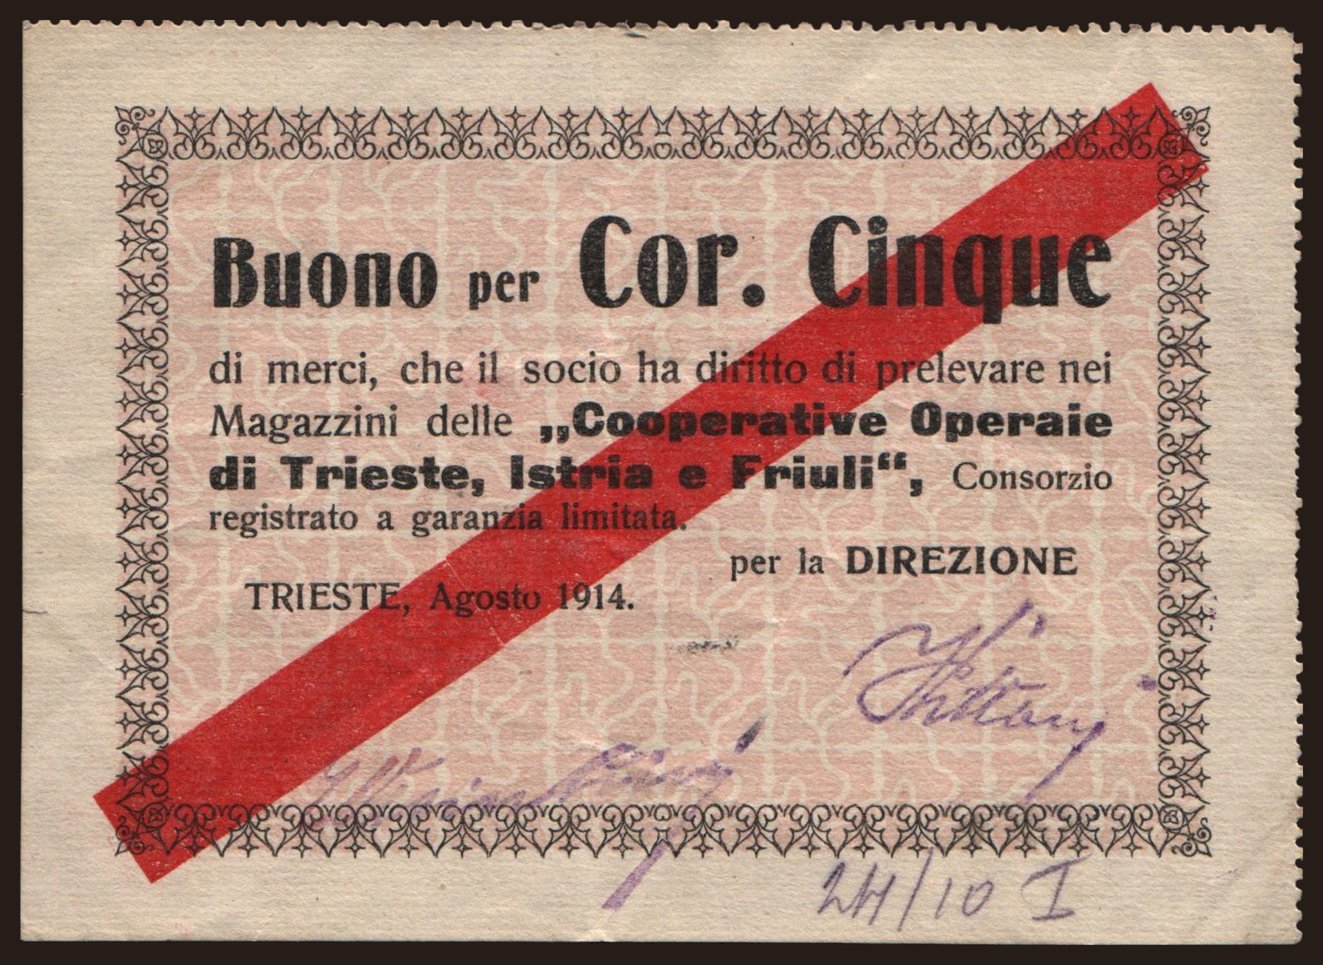 Buono per Cor. Cinque
di merci, che il socio ha diritto di prelevare nei
Magazzini delle „Cooperative Operaie
di Trieste, Istria e Friuli“, Consorzio
registrato a garanzia limitata.
per la DIREZIONE
TRIESTE, Agosto 1914.
24/10 I